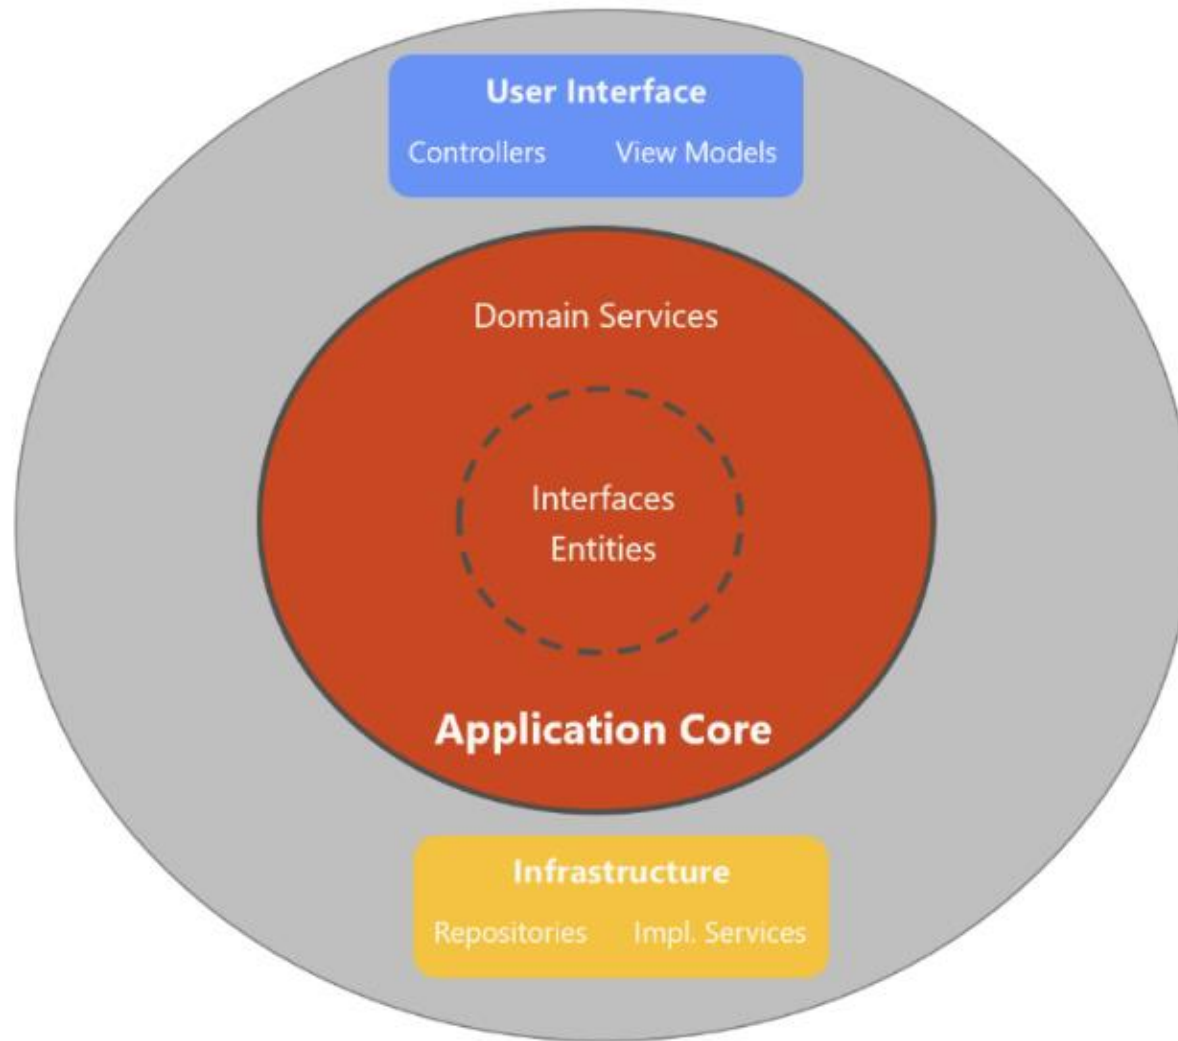 User Interface
Controllers View Models
Domain Services
Interfaces
Entities
Application Core
Infrastructure
Repositories Impl. Services